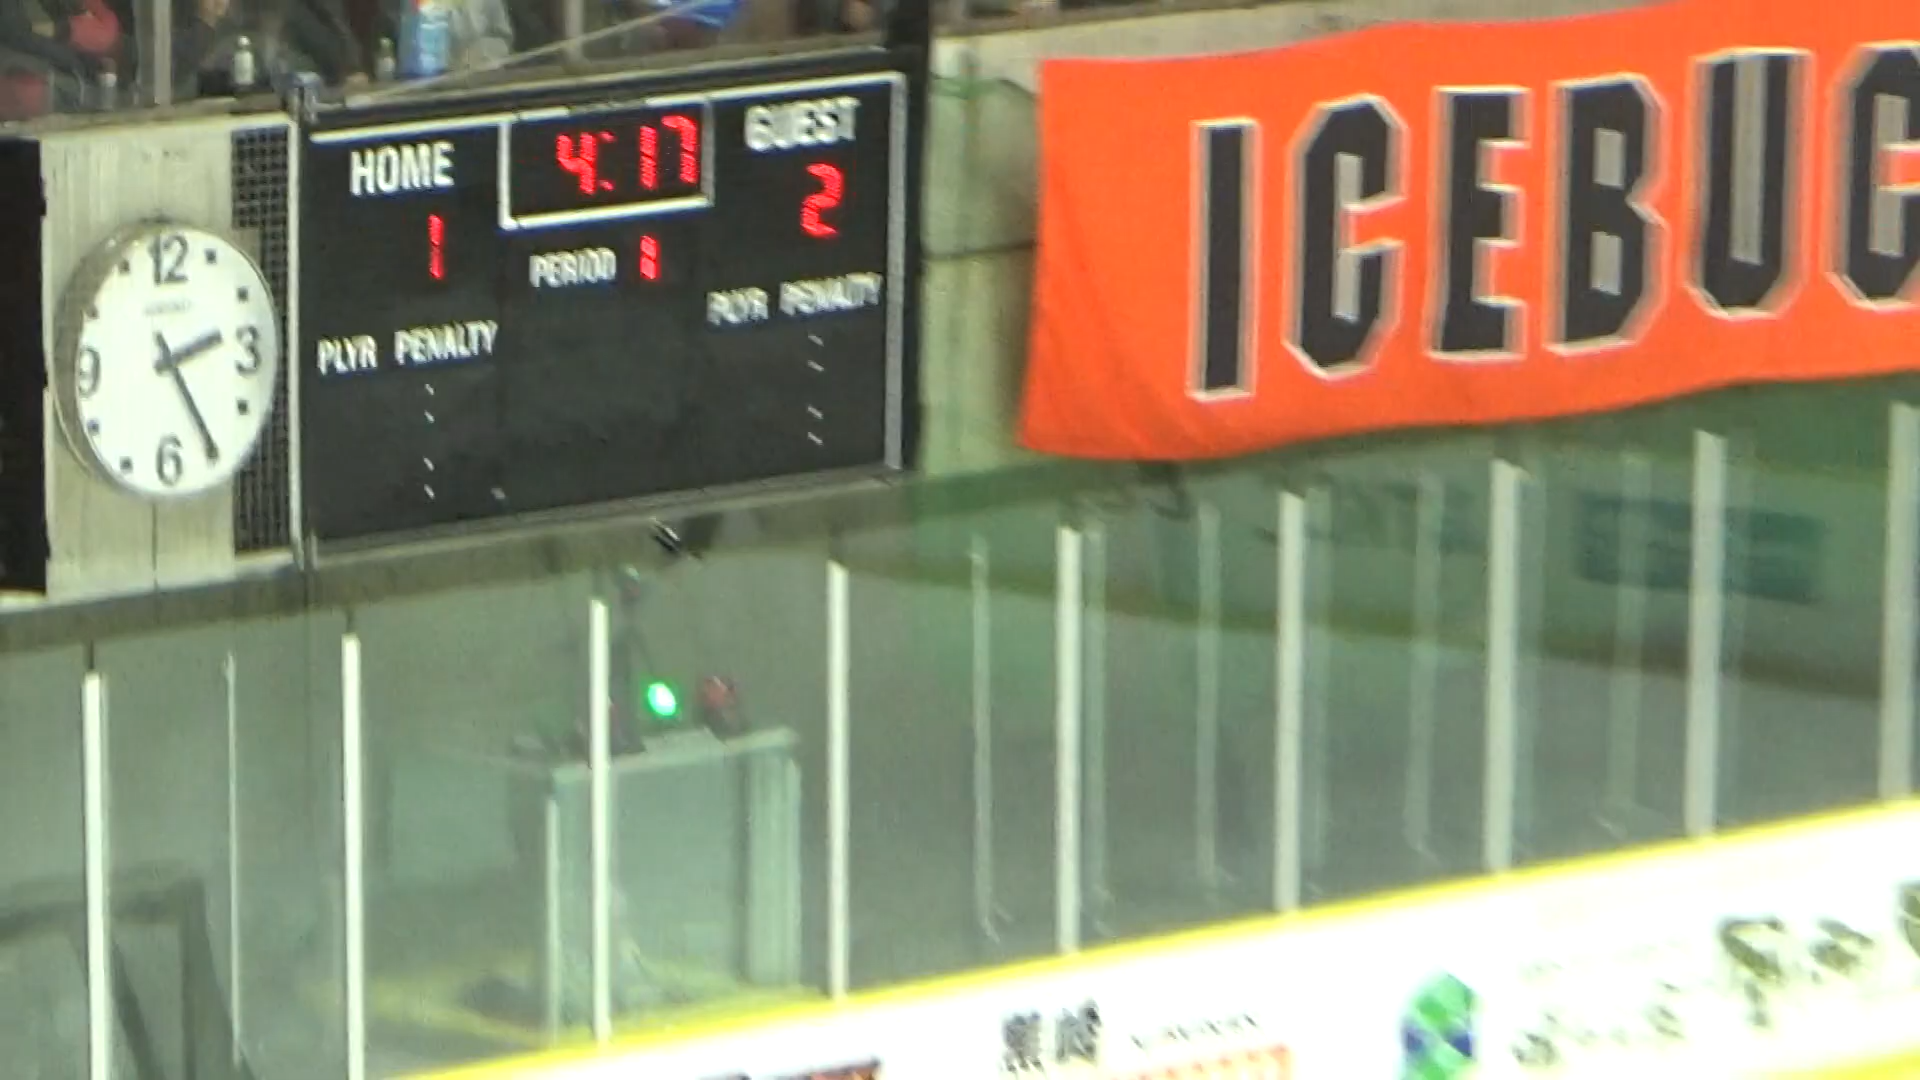 12
9
3
6
HOME
4:17
GUEST
1
2
PERIOD 1
PLYR PENALTY
PLYR PENALTY
ICEBUC